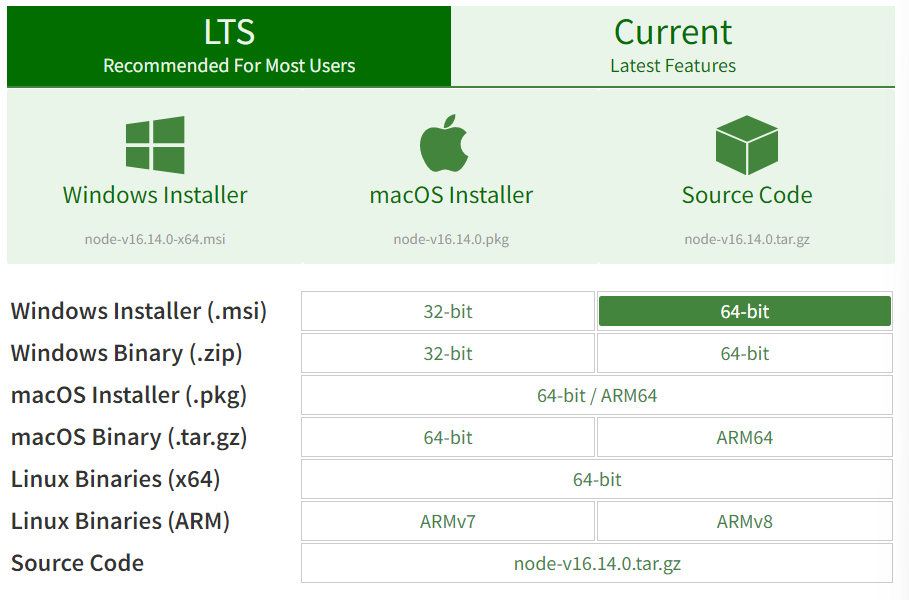 LTS
Recommended For Most Users
Current
Latest Features
Windows Installer
node-v16.14.0-x64.msi
macOS Installer
node-v16.14.0.pkg
Source Code
node-v16.14.0.tar.gz
Windows Installer (.msi) 32-bit 64-bit
Windows Binary (.zip) 32-bit 64-bit
macOS Installer (.pkg) 64-bit / ARM64
macOS Binary (.tar.gz) 64-bit ARM64
Linux Binaries (x64) 64-bit
Linux Binaries (ARM) ARMv7 ARMv8
Source Code node-v16.14.0.tar.gz